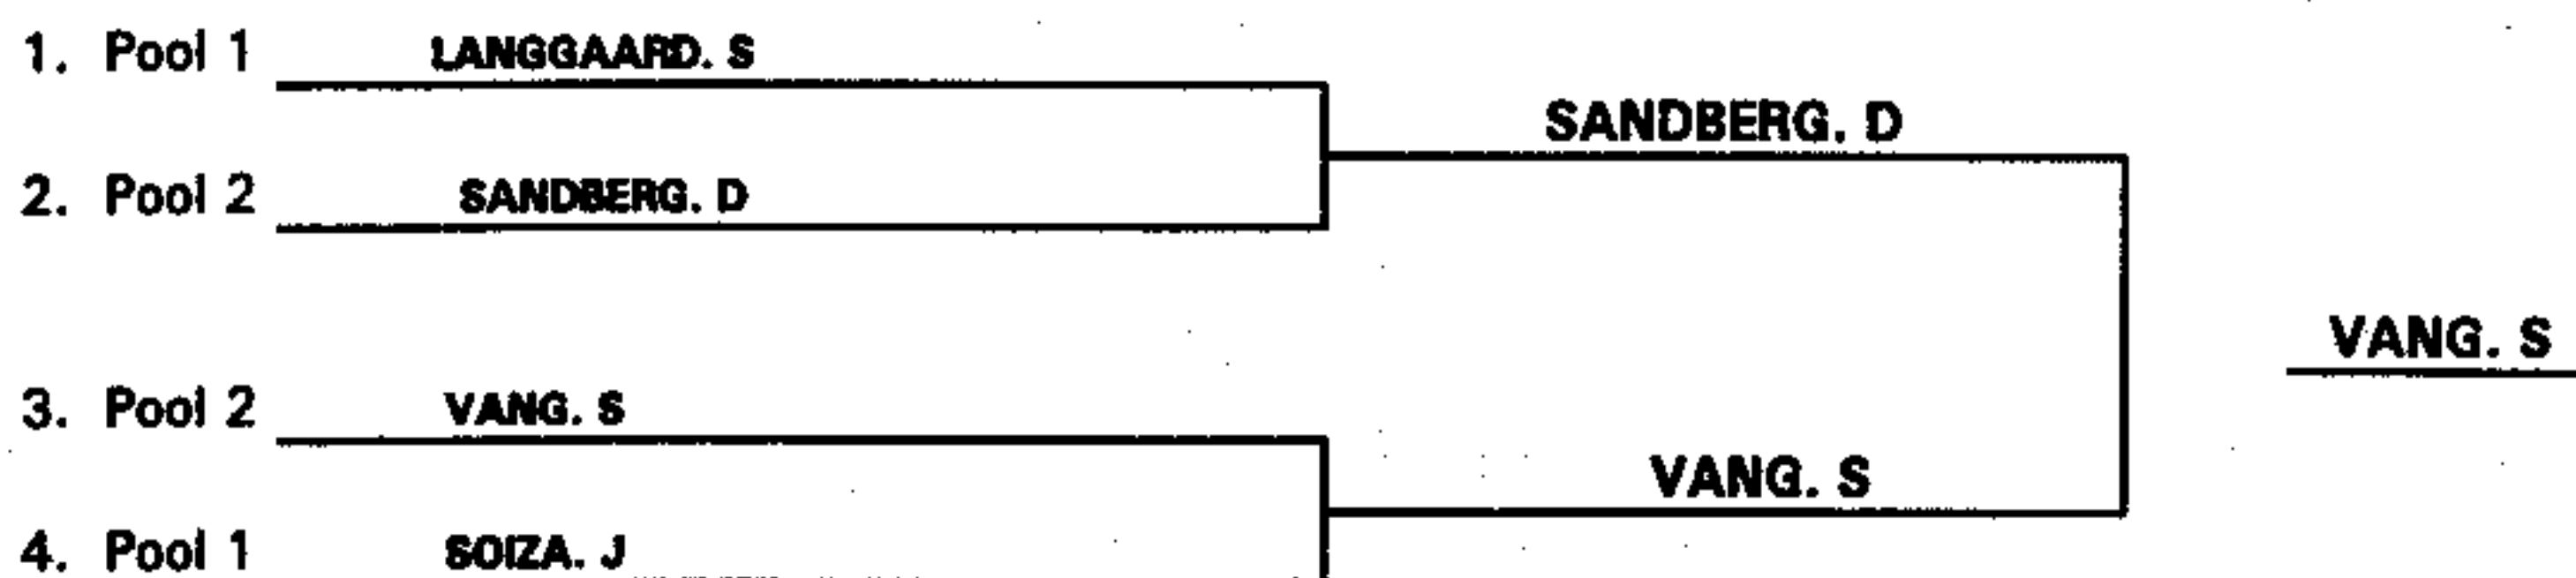 1. Pool 1 LANGGAARD. S
SANDBERG. D
2. Pool 2 SANDBERG. D
VANG. S
3. Pool 2 VANG. S
VANG. S
4. Pool 1 SOIZA. J